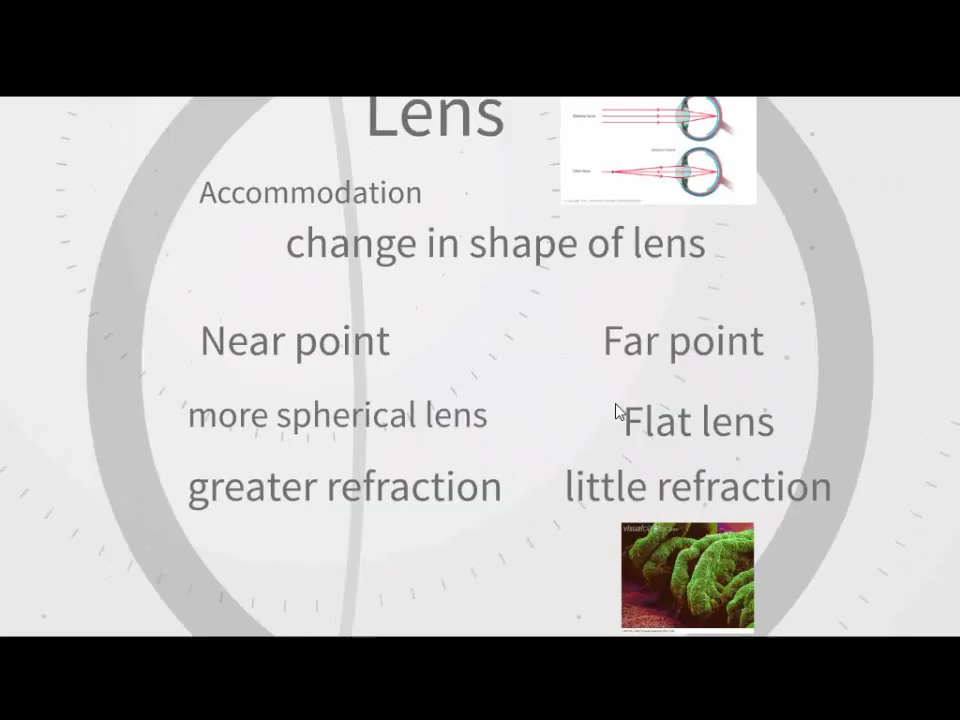 Lens
Accommodation
change in shape of lens
Near point
Far point
more spherical lens
Flat lens
greater refraction
little refraction